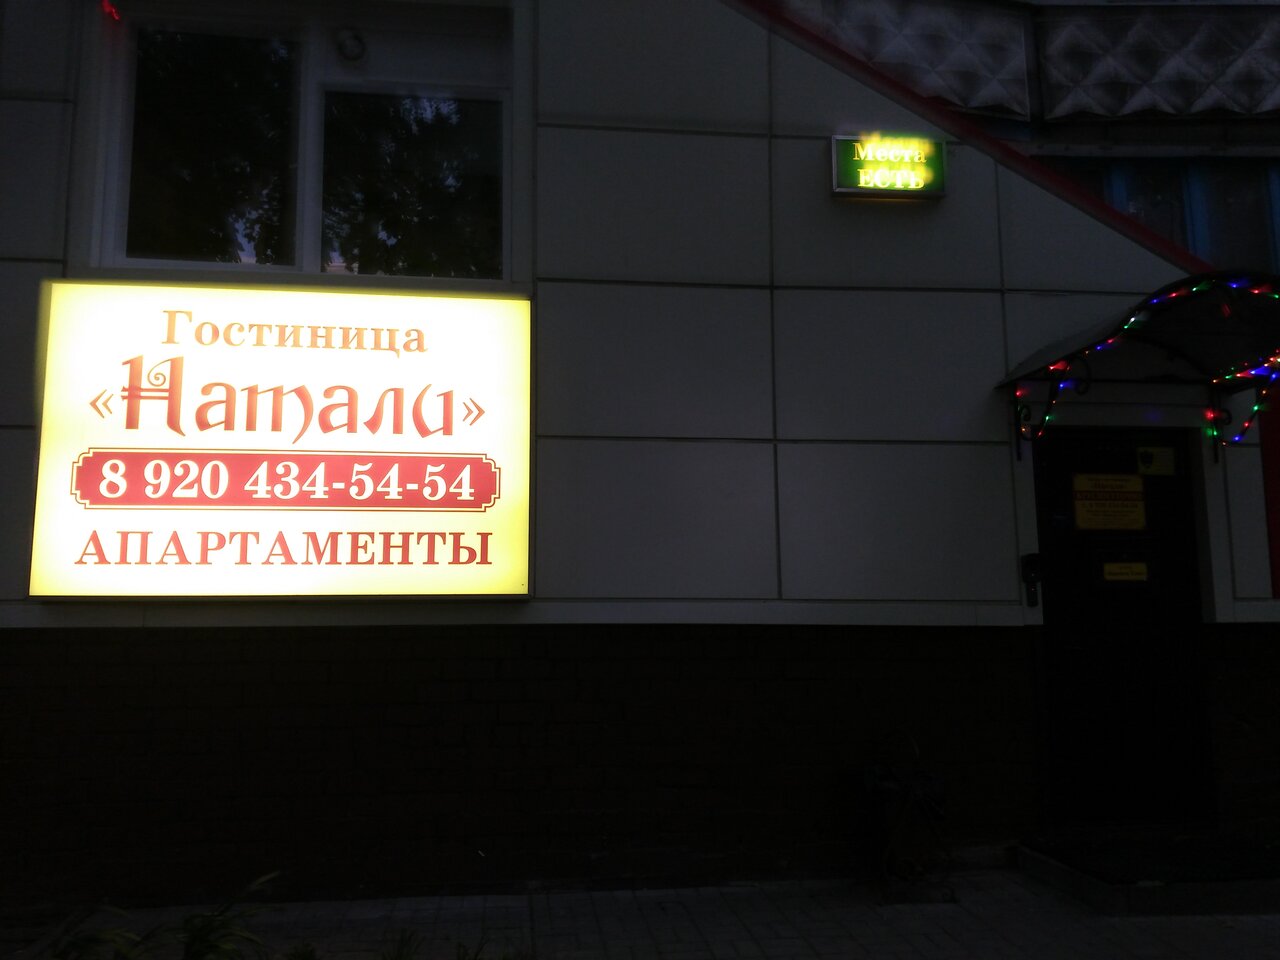 Гостиница
«Натали»
8 920 434-54-54
АПАРТАМЕНТЫ
Места
ЕСТЬ